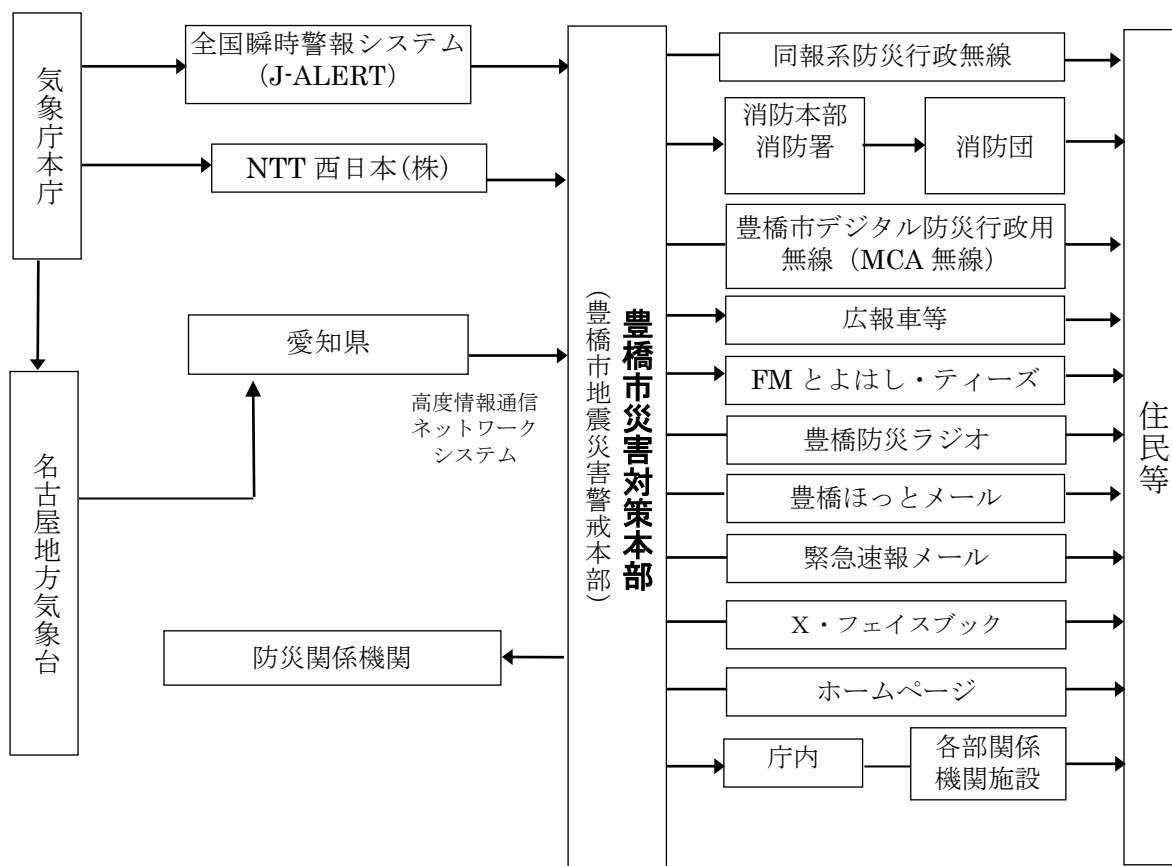 気象庁本庁
全国瞬時警報システム
(J-ALERT)
NTT 西日本(株)
名古屋地方気象台
愛知県
高度情報通信
ネットワーク
システム
防災関係機関
豊橋市災害対策本部
(豊橋市地震災害警戒本部)
同報系防災行政無線
消防本部
消防署
消防団
豊橋市デジタル防災行政用
無線（MCA 無線）
広報車等
FM とよはし・ティーズ
豊橋防災ラジオ
豊橋ほっとメール
緊急速報メール
X・フェイスブック
ホームページ
庁内
各部関係
機関施設
住民等